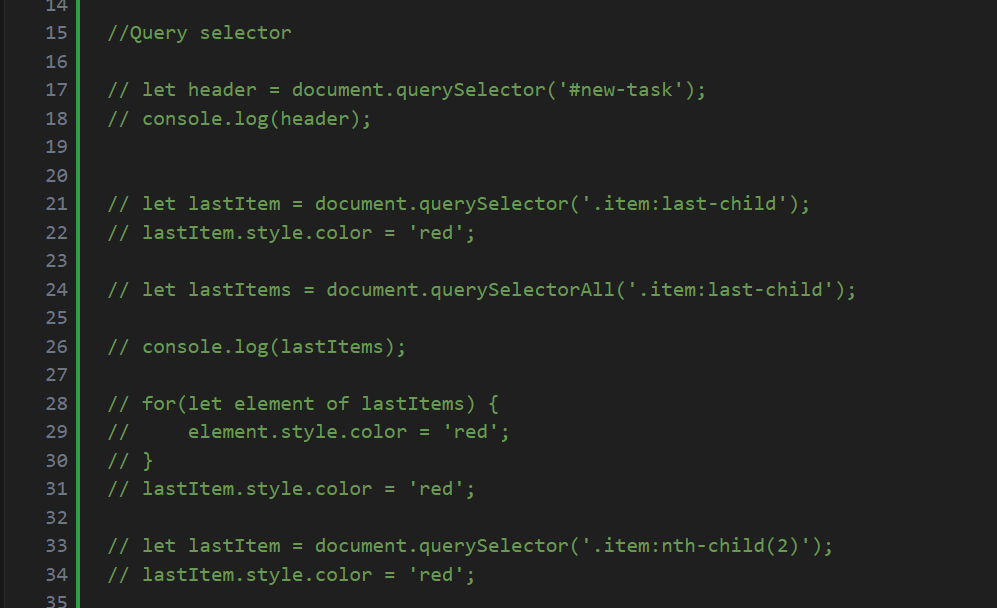 14
15 //Query selector
16
17 // let header = document.querySelector('#new-task');
18 // console.log(header);
19
20
21 // let lastItem = document.querySelector('.item:last-child');
22 // lastItem.style.color = 'red';
23
24 // let lastItems = document.querySelectorAll('.item:last-child');
25
26 // console.log(lastItems);
27
28 // for(let element of lastItems) {
29 //     element.style.color = 'red';
30 // }
31 // lastItem.style.color = 'red';
32
33 // let lastItem = document.querySelector('.item:nth-child(2)');
34 // lastItem.style.color = 'red';
35